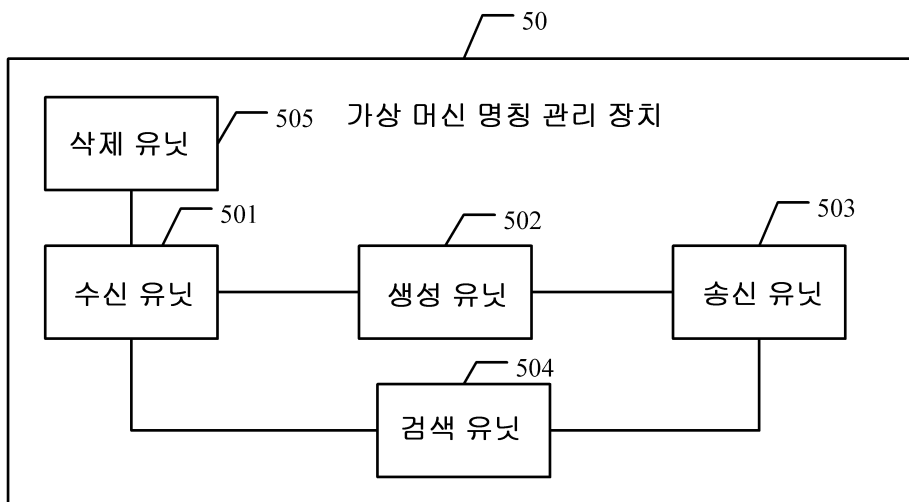 50
삭제 유닛
505
가상 머신 명칭 관리 장치
501
502
503
수신 유닛
생성 유닛
송신 유닛
504
검색 유닛